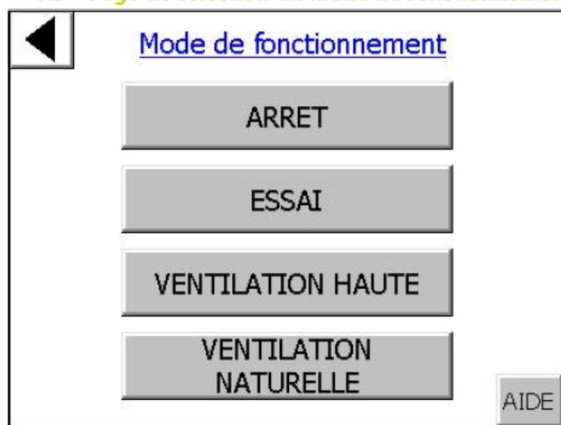 Mode de fonctionnement
ARRET
ESSAI
VENTILATION HAUTE
VENTILATION
NATURELLE
AIDE